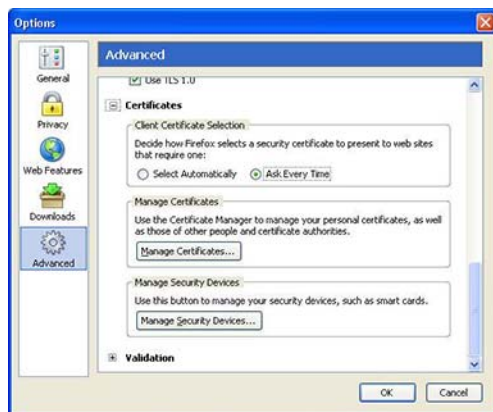 Options
General
Privacy
Web Features
Downloads
Advanced
Advanced
Use TLS 1.0
Certificates
Client Certificate Selection
Decide how Firefox selects a security certificate to present to web sites
that require one:
Select Automatically
Ask Every Time
Manage Certificates
Use the Certificate Manager to manage your personal certificates, as well
as those of other people and certificate authorities.
Manage Certificates...
Manage Security Devices
Use this button to manage your security devices, such as smart cards.
Manage Security Devices...
Validation
OK
Cancel